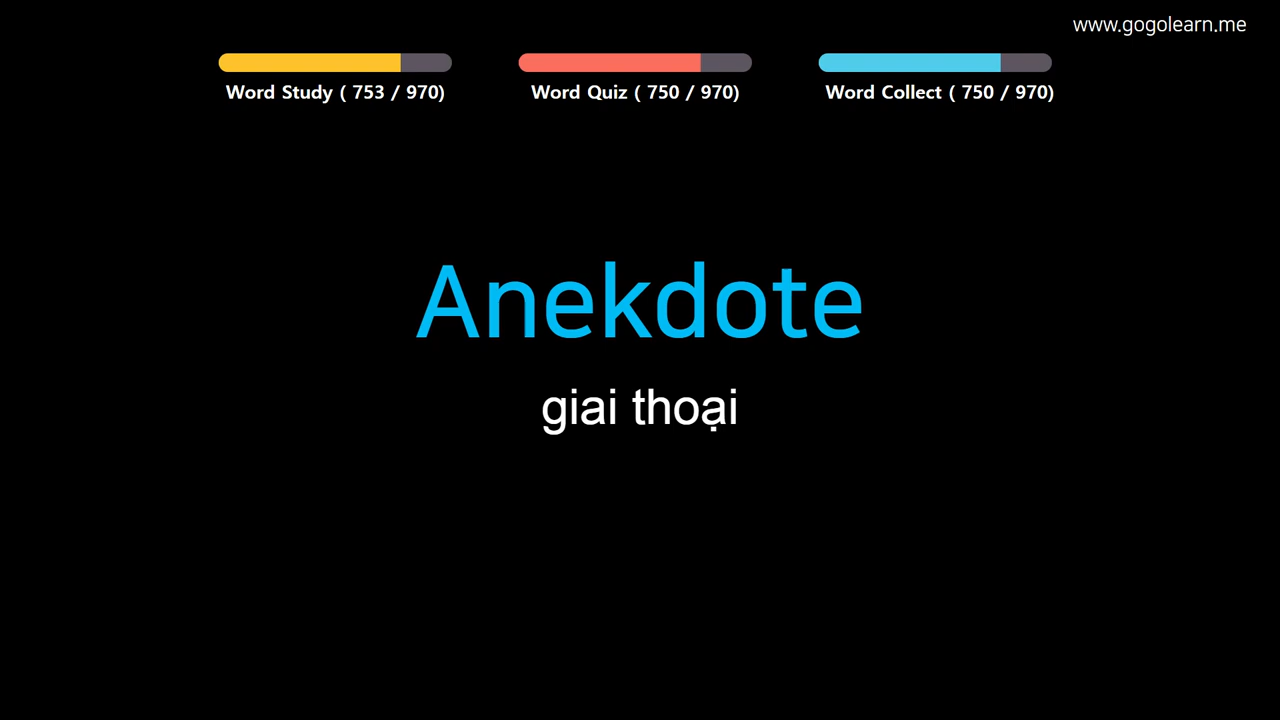 www.gogolearn.me
Word Study ( 753 / 970)
Word Quiz ( 750 / 970)
Word Collect ( 750 / 970)
Anekdote
giai thoại